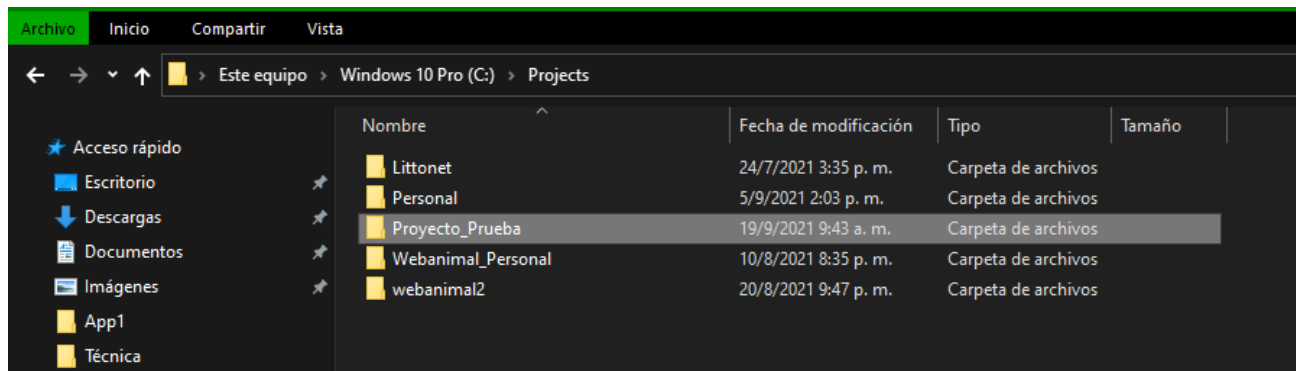 Archivo Inicio Compartir Vista
Este equipo > Windows 10 Pro (C:) > Projects
Nombre Fecha de modificación Tipo Tamaño
Acceso rápido
Escritorio
Descargas
Documentos
Imágenes
App1
Técnica
Littonet 24/7/2021 3:35 p. m. Carpeta de archivos
Personal 5/9/2021 2:03 p. m. Carpeta de archivos
Proyecto_Prueba 19/9/2021 9:43 a. m. Carpeta de archivos
Webanimal_Personal 10/8/2021 8:35 p. m. Carpeta de archivos
webanimal2 20/8/2021 9:47 p. m. Carpeta de archivos